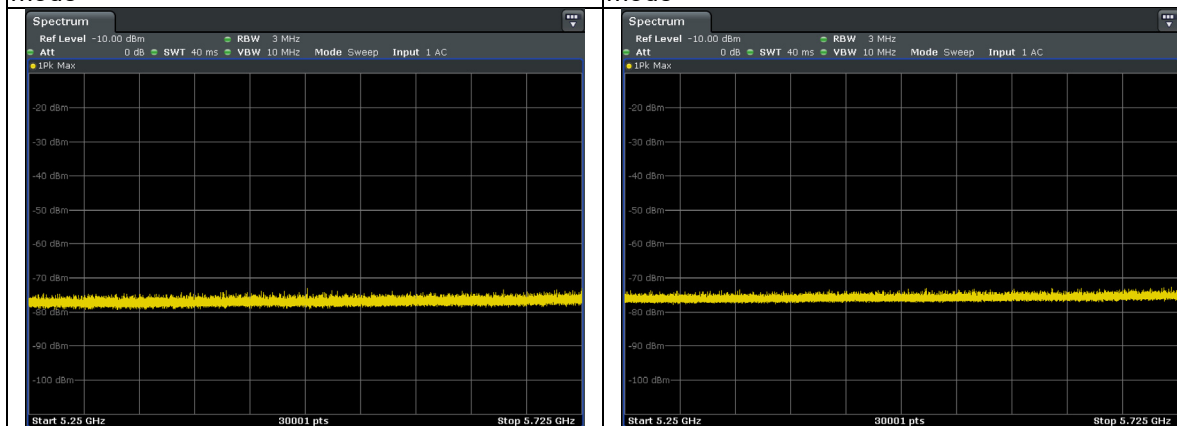 mode
Spectrum
Ref Level -10.00 dBm RBW 3 MHz
Att 0 dB SWT 40 ms VBW 10 MHz Mode Sweep Input 1 AC
1Pk Max
-20 dBm
-30 dBm
-40 dBm
-50 dBm
-60 dBm
-70 dBm
-80 dBm
-90 dBm
-100 dBm
Start 5.25 GHz 30001 pts Stop 5.725 GHz
mode
Spectrum
Ref Level -10.00 dBm RBW 3 MHz
Att 0 dB SWT 40 ms VBW 10 MHz Mode Sweep Input 1 AC
1Pk Max
-20 dBm
-30 dBm
-40 dBm
-50 dBm
-60 dBm
-70 dBm
-80 dBm
-90 dBm
-100 dBm
Start 5.25 GHz 30001 pts Stop 5.725 GHz